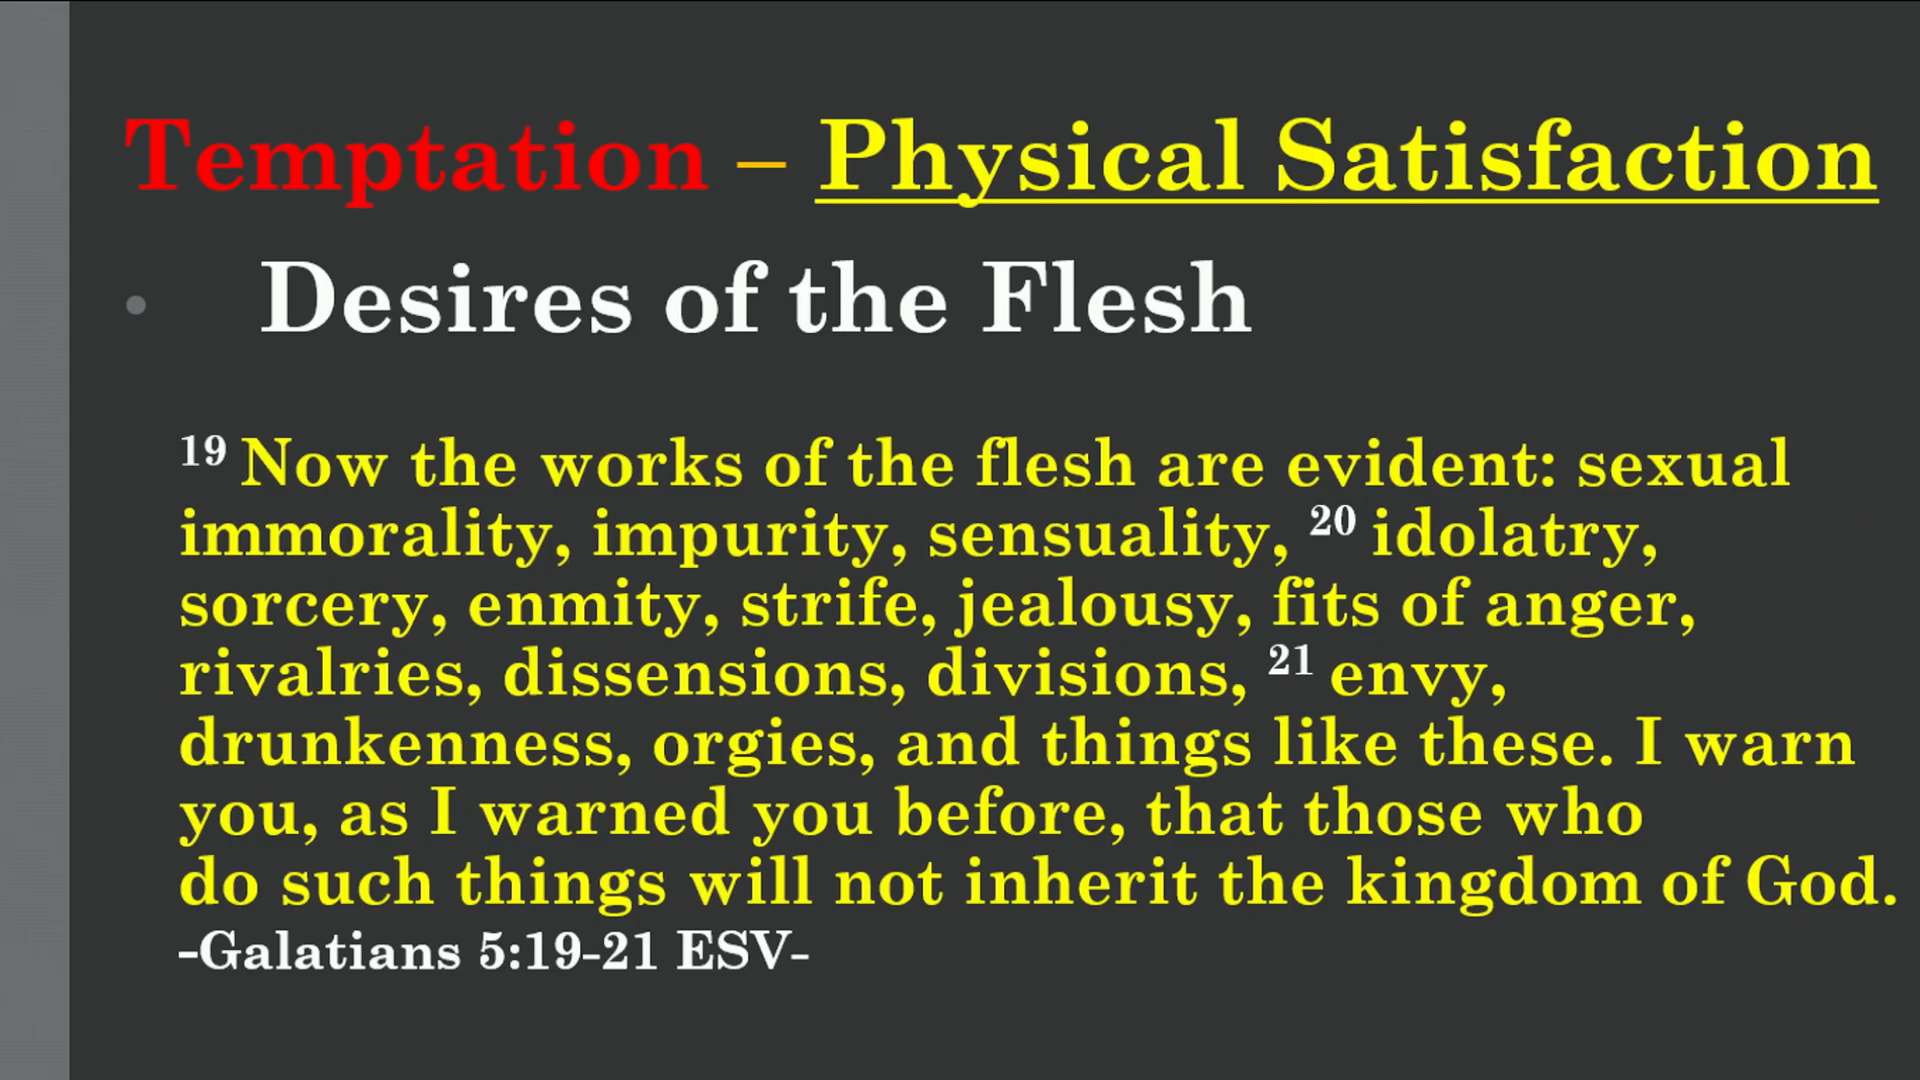 Temptation – Physical Satisfaction
• Desires of the Flesh
19 Now the works of the flesh are evident: sexual
immorality, impurity, sensuality, 20 idolatry,
sorcery, enmity, strife, jealousy, fits of anger,
rivalries, dissensions, divisions, 21 envy,
drunkenness, orgies, and things like these. I warn
you, as I warned you before, that those who
do such things will not inherit the kingdom of God.
-Galatians 5:19-21 ESV-